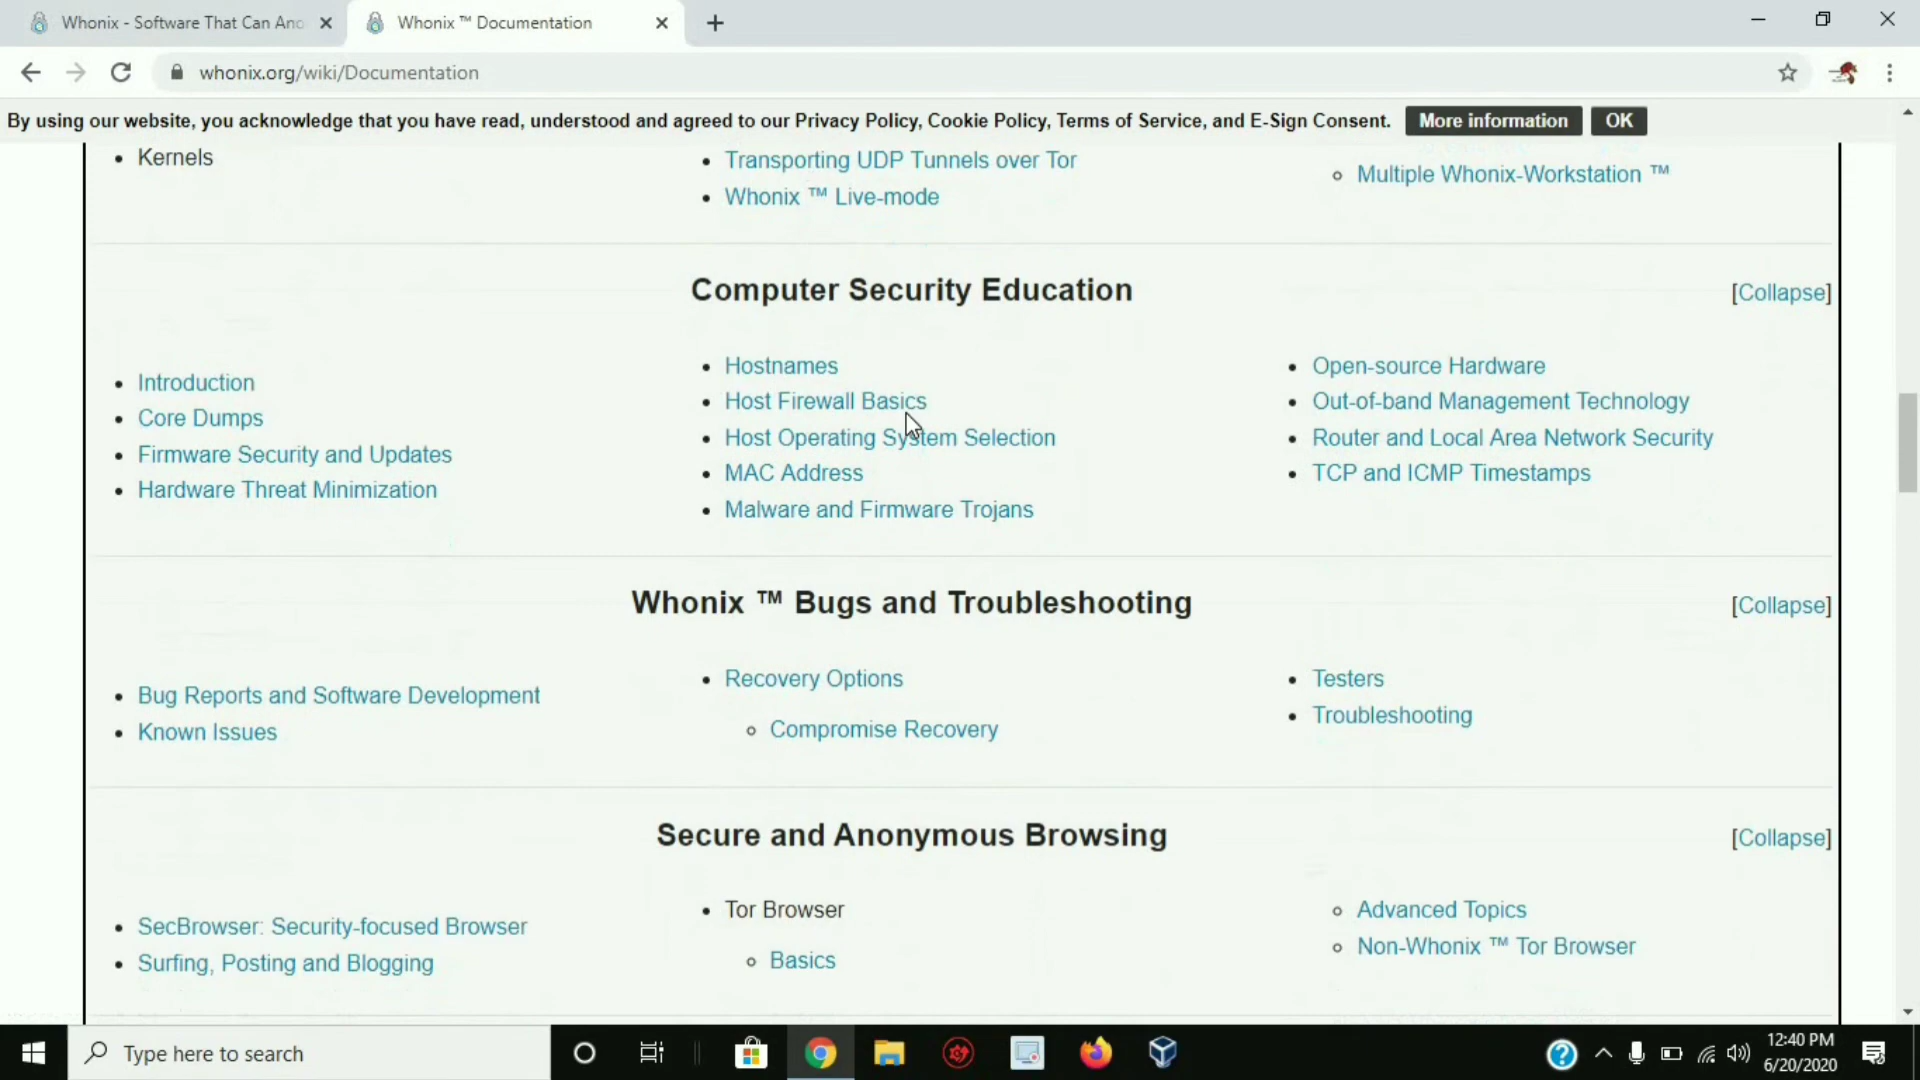 Whonix - Software That Can Ano
Whonix ™ Documentation
whonix.org/wiki/Documentation
By using our website, you acknowledge that you have read, understood and agreed to our Privacy Policy, Cookie Policy, Terms of Service, and E-Sign Consent.
More information
OK
Kernels
Transporting UDP Tunnels over Tor
Whonix ™ Live-mode
Multiple Whonix-Workstation ™
Computer Security Education
[Collapse]
Introduction
Core Dumps
Firmware Security and Updates
Hardware Threat Minimization
Hostnames
Host Firewall Basics
Host Operating System Selection
MAC Address
Malware and Firmware Trojans
Open-source Hardware
Out-of-band Management Technology
Router and Local Area Network Security
TCP and ICMP Timestamps
Whonix ™ Bugs and Troubleshooting
[Collapse]
Bug Reports and Software Development
Known Issues
Recovery Options
Compromise Recovery
Testers
Troubleshooting
Secure and Anonymous Browsing
[Collapse]
SecBrowser: Security-focused Browser
Surfing, Posting and Blogging
Tor Browser
Basics
Advanced Topics
Non-Whonix ™ Tor Browser
Type here to search
12:40 PM
6/20/2020